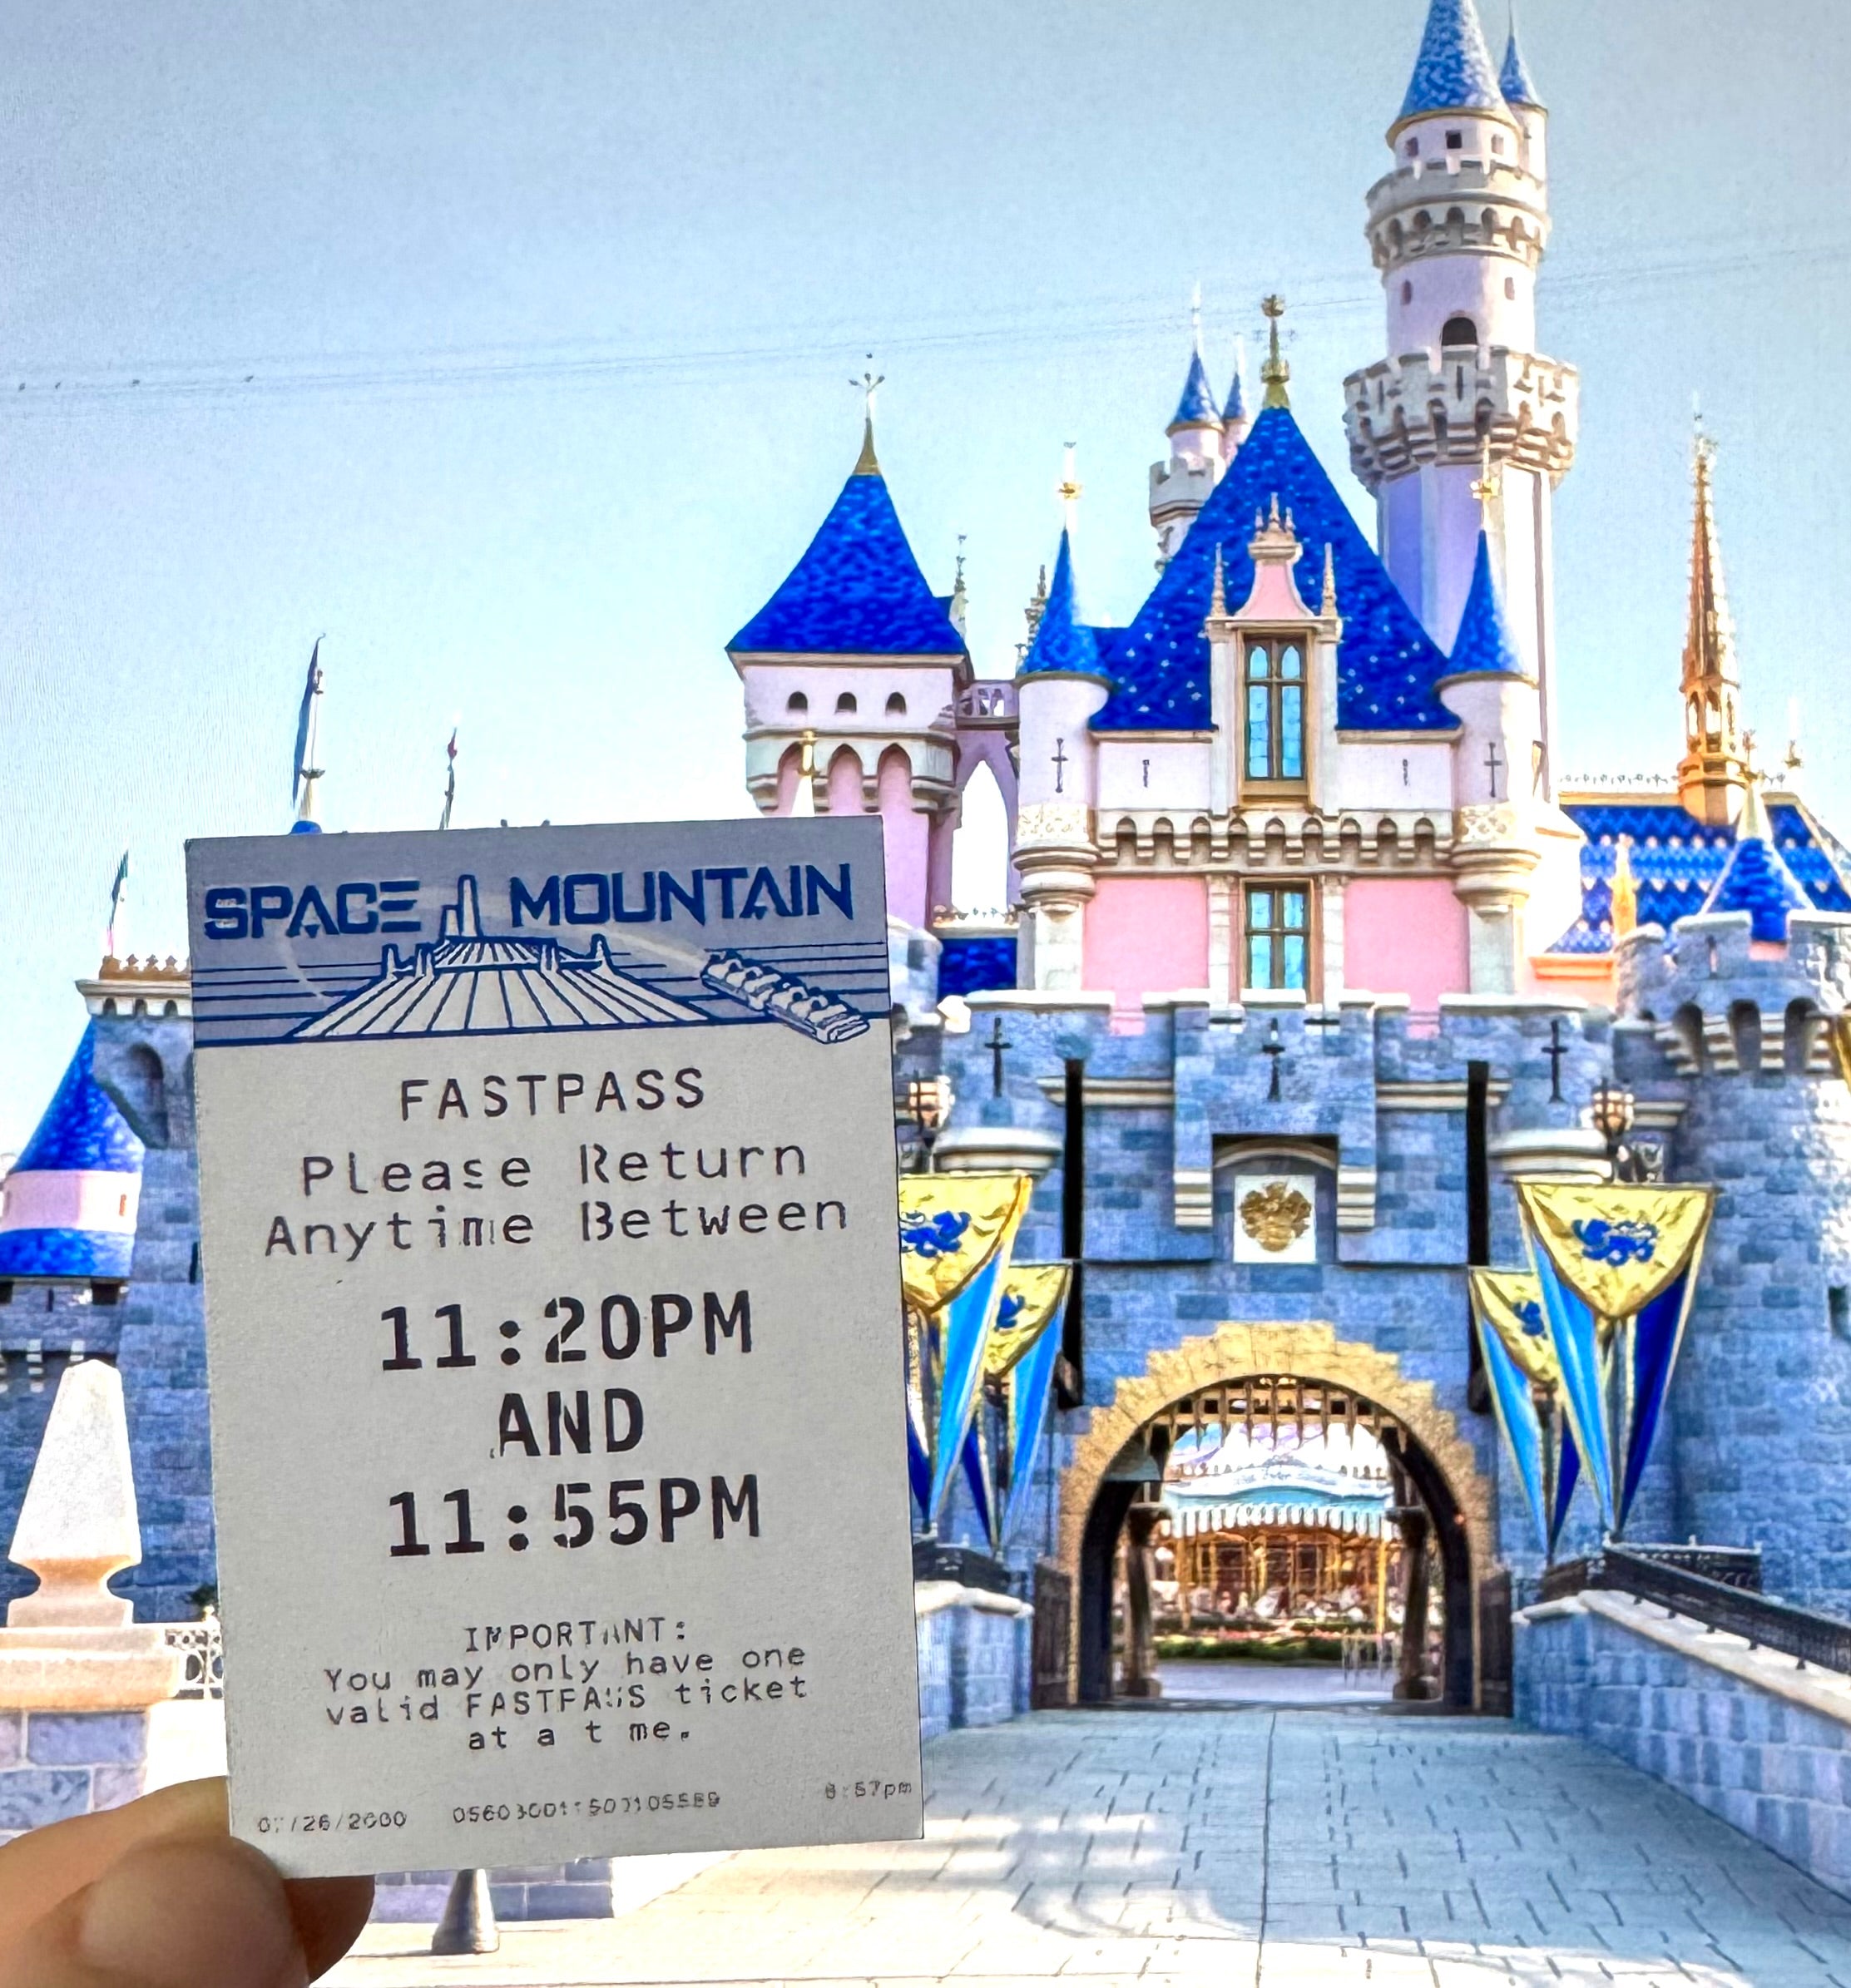 SPACE MOUNTAIN
FASTPASS
Please Return
Anytime Between
11:20PM
AND
11:55PM
IMPORTANT:
You may only have one
valid FASTPASS ticket
at a time.